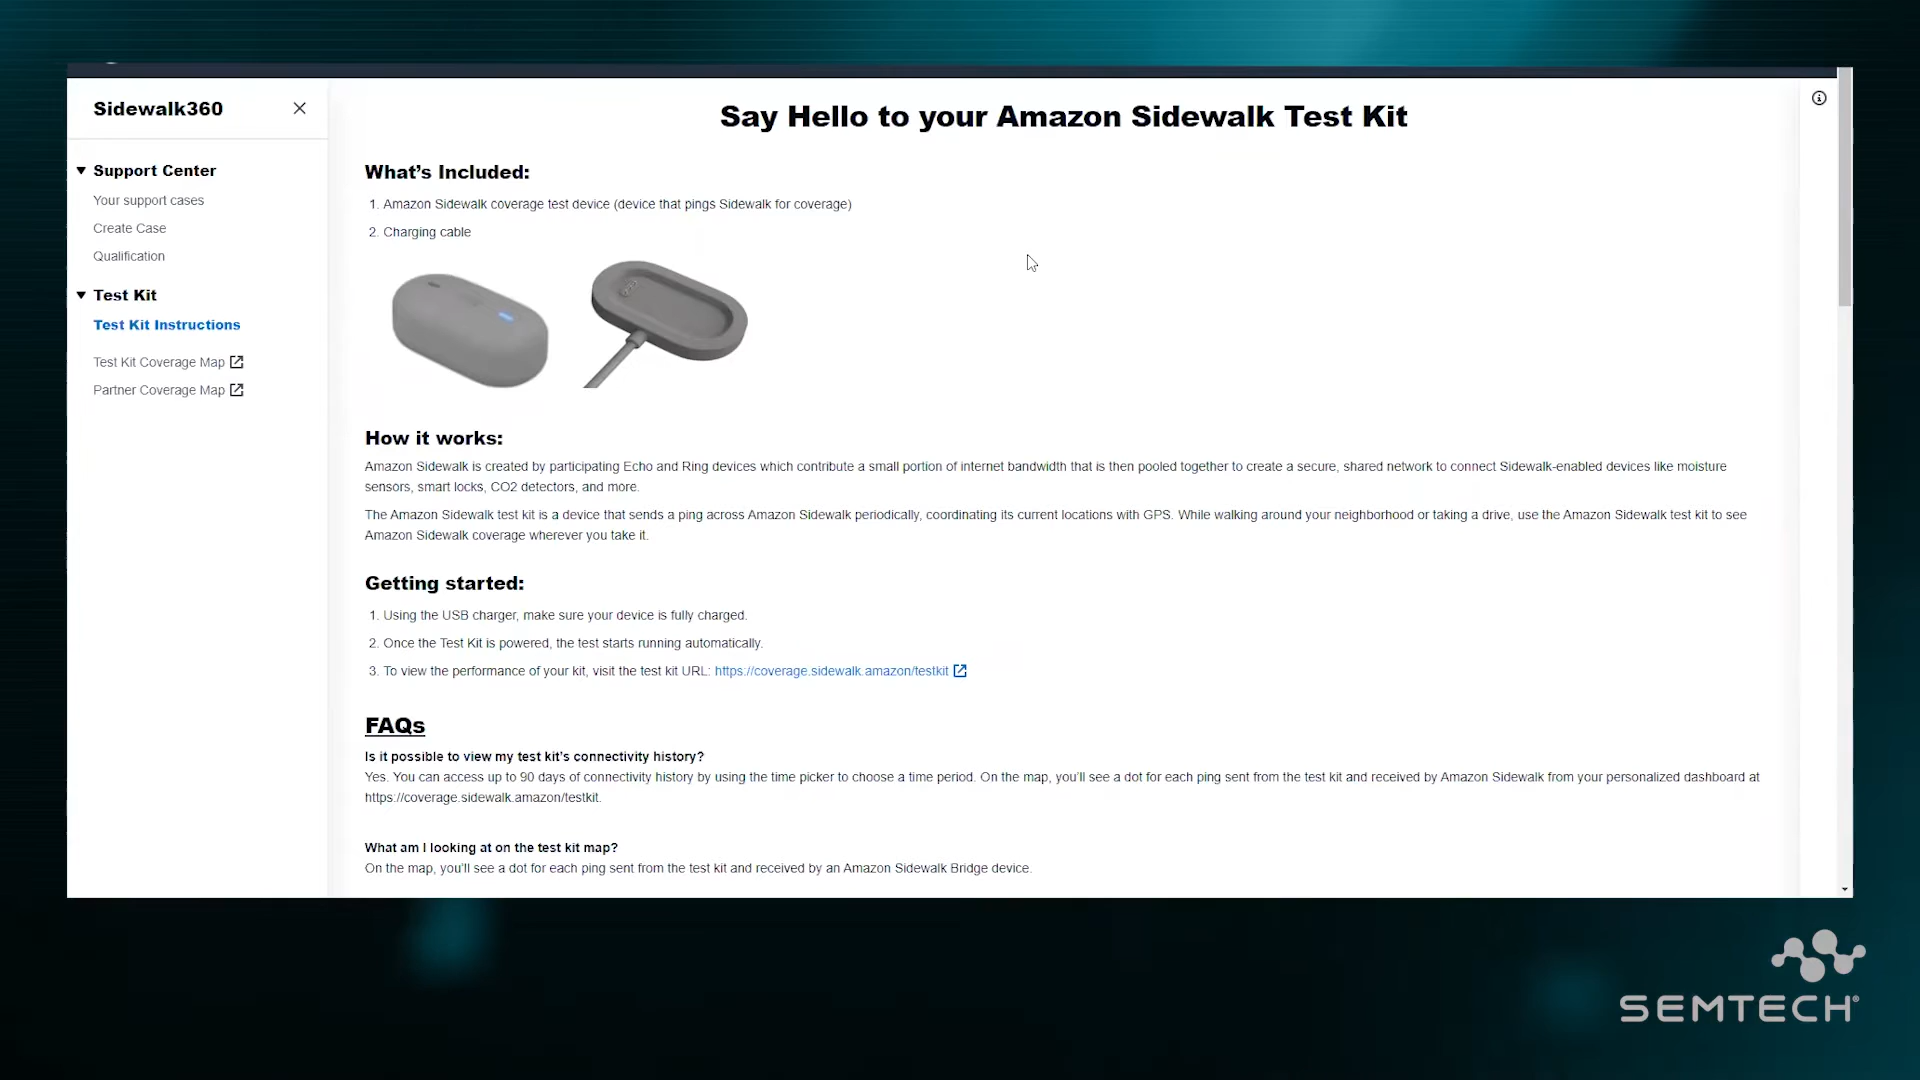 Sidewalk360
Support Center
Your support cases
Create Case
Qualification
Test Kit
Test Kit Instructions
Test Kit Coverage Map
Partner Coverage Map
Say Hello to your Amazon Sidewalk Test Kit
What’s Included:
1. Amazon Sidewalk coverage test device (device that pings Sidewalk for coverage)
2. Charging cable
How it works:
Amazon Sidewalk is created by participating Echo and Ring devices which contribute a small portion of internet bandwidth that is then pooled together to create a secure, shared network to connect Sidewalk-enabled devices like moisture
sensors, smart locks, CO2 detectors, and more.
The Amazon Sidewalk test kit is a device that sends a ping across Amazon Sidewalk periodically, coordinating its current locations with GPS. While walking around your neighborhood or taking a drive, use the Amazon Sidewalk test kit to see
Amazon Sidewalk coverage wherever you take it.
Getting started:
1. Using the USB charger, make sure your device is fully charged.
2. Once the Test Kit is powered, the test starts running automatically.
3. To view the performance of your kit, visit the test kit URL: https://coverage.sidewalk.amazon/testkit
FAQs
Is it possible to view my test kit’s connectivity history?
Yes. You can access up to 90 days of connectivity history by using the time picker to choose a time period. On the map, you’ll see a dot for each ping sent from the test kit and received by Amazon Sidewalk from your personalized dashboard at
https://coverage.sidewalk.amazon/testkit.
What am I looking at on the test kit map?
On the map, you’ll see a dot for each ping sent from the test kit and received by an Amazon Sidewalk Bridge device.
SEMTECH®